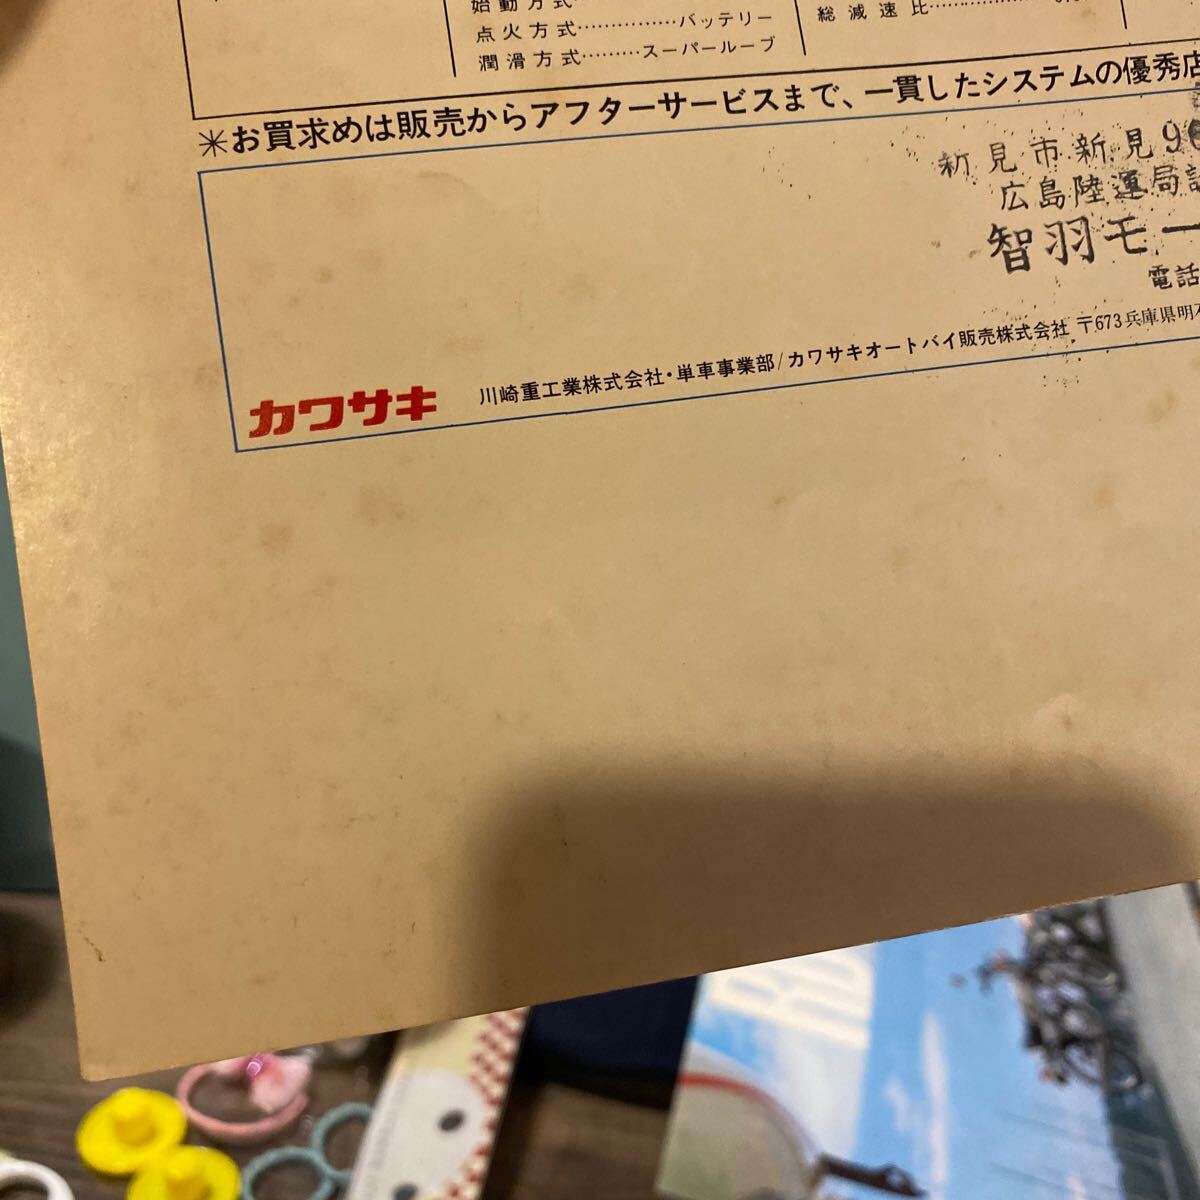 始動方式
点火方式……………バッテリー
潤滑方式………スーパールーブ
総減速比
＊お買求めは販売からアフターサービスまで、一貫したシステムの優秀店
新見市新見
広島陸運局
智羽モー
電話
カワサキ 川崎重工業株式会社・単車事業部/カワサキオートバイ販売株式会社 〒673兵庫県明